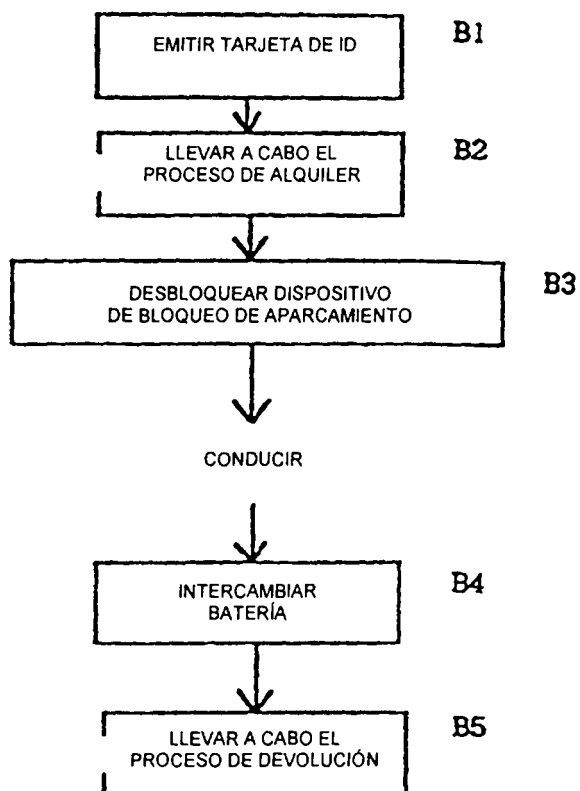 EMITIR TARJETA DE ID
B1
LLEVAR A CABO EL
PROCESO DE ALQUILER
B2
DESBLOQUEAR DISPOSITIVO
DE BLOQUEO DE APARCAMIENTO
B3
CONDUCIR
INTERCAMBIAR
BATERÍA
B4
LLEVAR A CABO EL
PROCESO DE DEVOLUCIÓN
B5